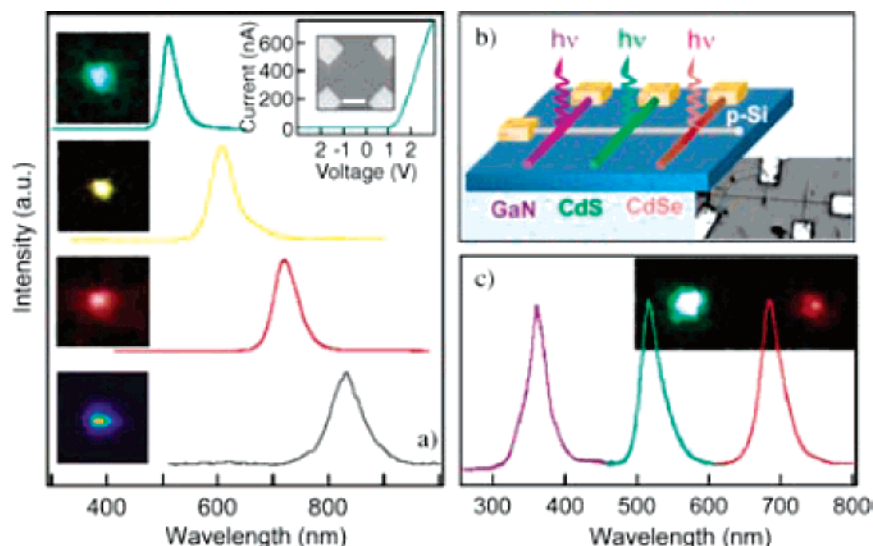 Intensity (a.u.)
Current (nA)
600
400
200
0
2 -1 0 1 2
Voltage (V)
a)
400 600 800
Wavelength (nm)
b)
hν hν hν
p-Si
GaN CdS CdSe
c)
300 400 500 600 700 800
Wavelength (nm)